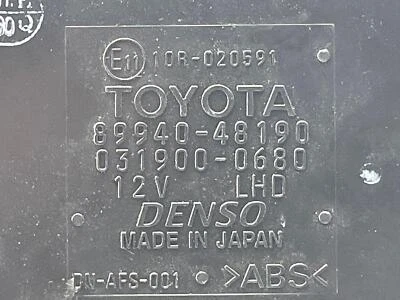 E11 10R-020591
TOYOTA
89940-48190
031900-0680
12V LHD
DENSO
MADE IN JAPAN
DN-AFS-001 >ABS<